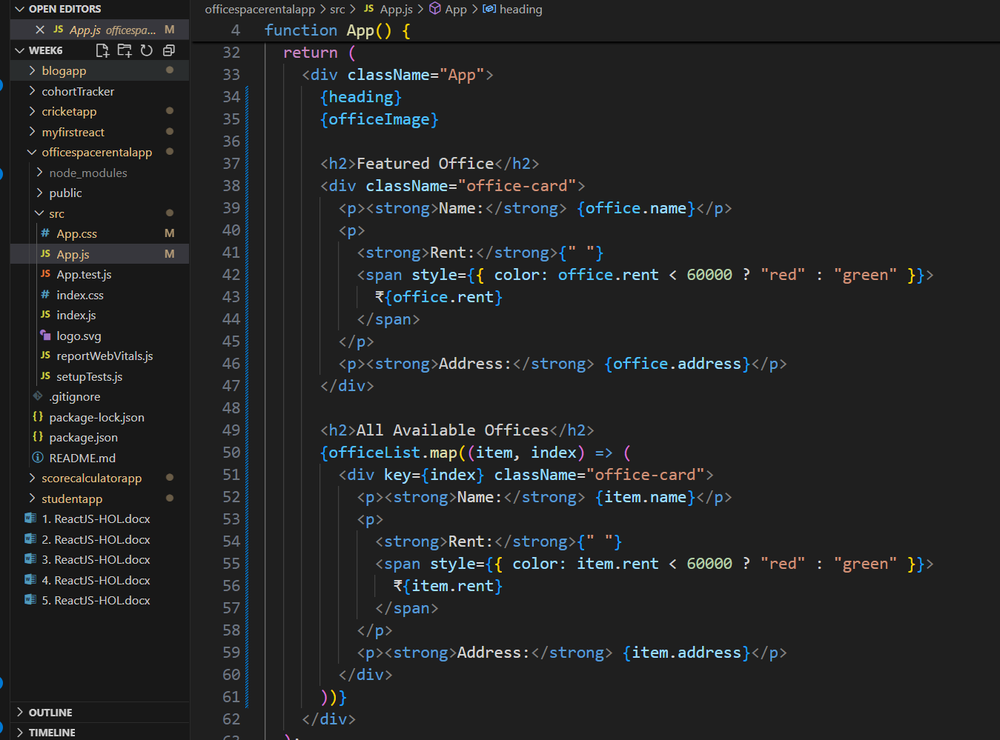 OPEN EDITORS
JS App.js officespa... M
WEEK6
blogapp
cohortTracker
cricketapp
myfirstreact
officespacerentalapp
node_modules
public
src
# App.css M
JS App.js M
JS App.test.js
# index.css
JS index.js
logo.svg
JS reportWebVitals.js
JS setupTests.js
.gitignore
{} package-lock.json
{} package.json
README.md
scorecalculatorapp
studentapp
1. ReactJS-HOL.docx
2. ReactJS-HOL.docx
3. ReactJS-HOL.docx
4. ReactJS-HOL.docx
5. ReactJS-HOL.docx
OUTLINE
TIMELINE
officespacerentalapp > src > JS App.js > App > heading
4 function App() {
32 return (
33 <div className="App">
34 {heading}
35 {officeImage}
36
37 <h2>Featured Office</h2>
38 <div className="office-card">
39 <p><strong>Name:</strong> {office.name}</p>
40 <p>
41 <strong>Rent:</strong>{" "}
42 <span style={{ color: office.rent < 60000 ? "red" : "green" }}>
43 ₹{office.rent}
44 </span>
45 </p>
46 <p><strong>Address:</strong> {office.address}</p>
47 </div>
48
49 <h2>All Available Offices</h2>
50 {officeList.map((item, index) => (
51 <div key={index} className="office-card">
52 <p><strong>Name:</strong> {item.name}</p>
53 <p>
54 <strong>Rent:</strong>{" "}
55 <span style={{ color: item.rent < 60000 ? "red" : "green" }}>
56 ₹{item.rent}
57 </span>
58 </p>
59 <p><strong>Address:</strong> {item.address}</p>
60 </div>
61 ))}
62 </div>